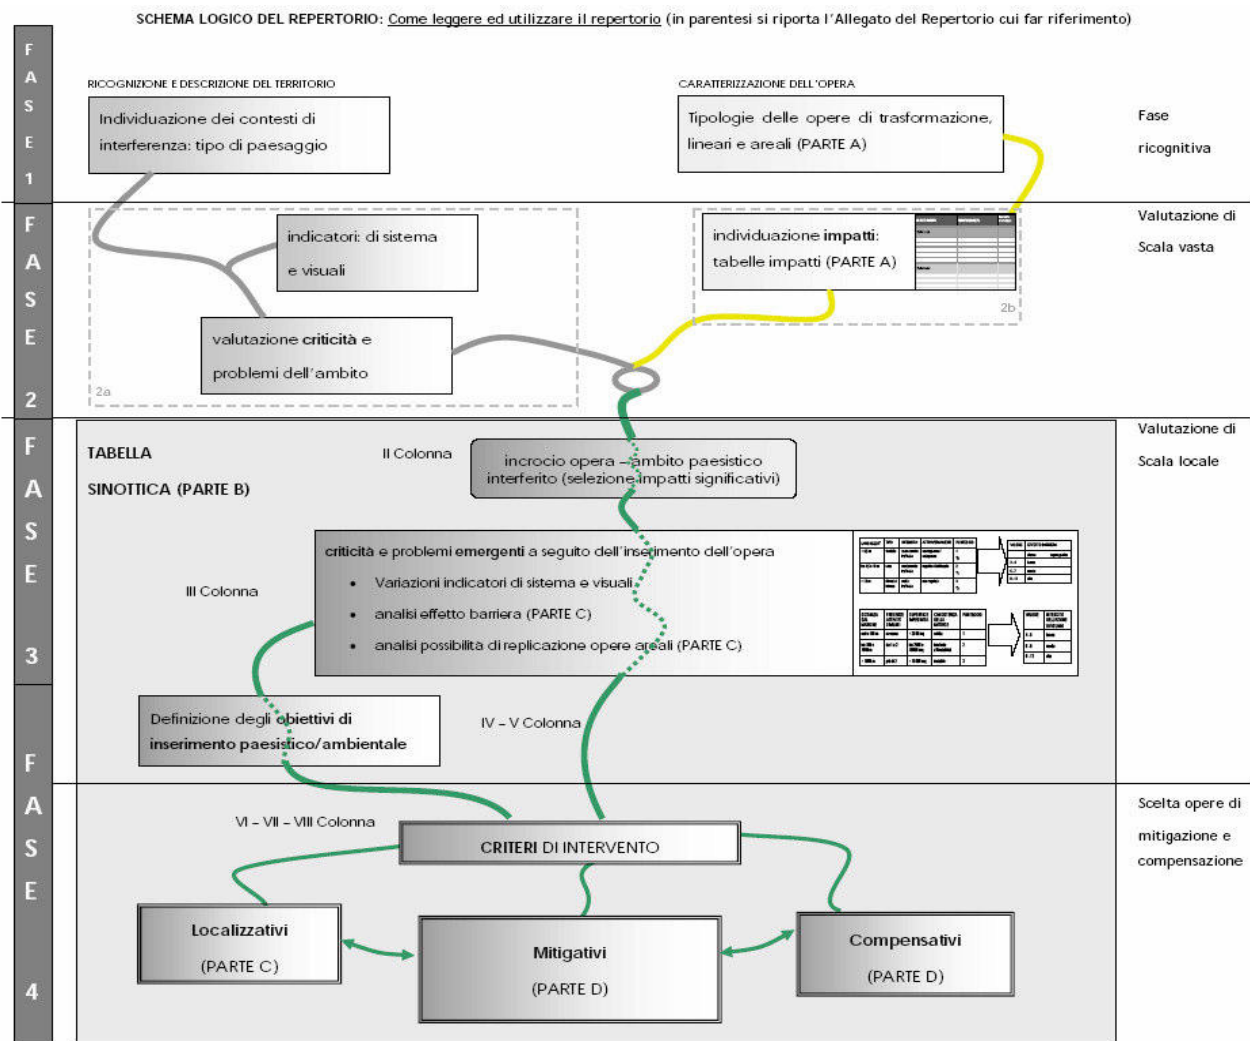 SCHEMA LOGICO DEL REPERTORIO: Come leggere ed utilizzare il repertorio (in parentesi si riporta l'Allegato del Repertorio cui far riferimento)
FASE 1
RICOGNIZIONE E DESCRIZIONE DEL TERRITORIO
Individuazione dei contesti di
interferenza: tipo di paesaggio
CARATTERIZZAZIONE DELL'OPERA
Tipologie delle opere di trasformazione,
lineari e areali (PARTE A)
Fase
ricognitiva
FASE 2
indicatori: di sistema
e visuali
valutazione criticità e
problemi dell'ambito
2a
individuazione impatti:
tabelle impatti (PARTE A)
2b
Valutazione di
Scala vasta
FASE 3
TABELLA
SINOTTICA (PARTE B)
II Colonna
incrocio opera – ambito paesistico
interferito (selezione impatti significativi)
Valutazione di
Scala locale
III Colonna
criticità e problemi emergenti a seguito dell'inserimento dell'opera
• Variazioni indicatori di sistema e visuali
• analisi effetto barriera (PARTE C)
• analisi possibilità di replicazione opere areali (PARTE C)
FASE 4
Definizione degli obiettivi di
inserimento paesistico/ambientale
IV – V Colonna
VI – VII – VIII Colonna
CRITERI DI INTERVENTO
Localizzativi
(PARTE C)
Mitigativi
(PARTE D)
Compensativi
(PARTE D)
Scelta opere di
mitigazione e
compensazione